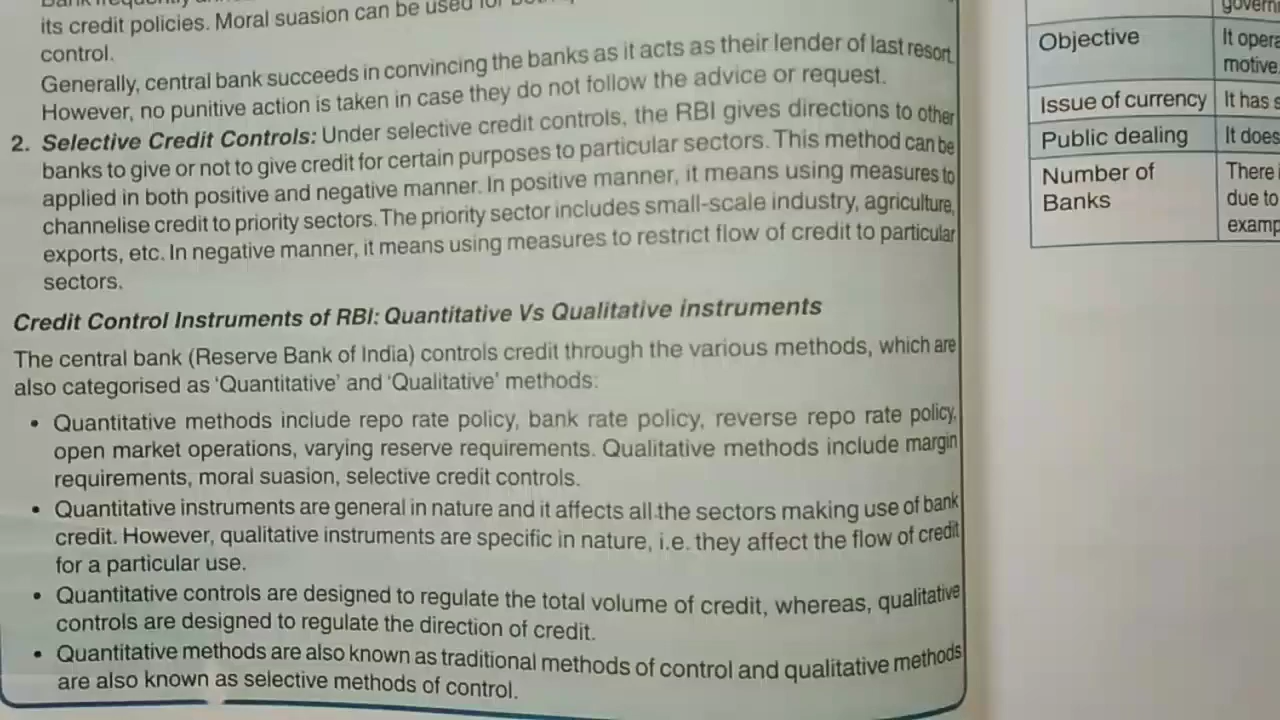 its credit policies. Moral suasion can be used for
control.
Generally, central bank succeeds in convincing the banks as it acts as their lender of last resort.
However, no punitive action is taken in case they do not follow the advice or request.
2. Selective Credit Controls: Under selective credit controls, the RBI gives directions to other
banks to give or not to give credit for certain purposes to particular sectors. This method can be
applied in both positive and negative manner. In positive manner, it means using measures to
channelise credit to priority sectors. The priority sector includes small-scale industry, agriculture,
exports, etc. In negative manner, it means using measures to restrict flow of credit to particular
sectors.
Credit Control Instruments of RBI: Quantitative Vs Qualitative instruments
The central bank (Reserve Bank of India) controls credit through the various methods, which are
also categorised as 'Quantitative' and 'Qualitative' methods:
• Quantitative methods include repo rate policy, bank rate policy, reverse repo rate policy,
open market operations, varying reserve requirements. Qualitative methods include margin
requirements, moral suasion, selective credit controls.
• Quantitative instruments are general in nature and it affects all the sectors making use of bank
credit. However, qualitative instruments are specific in nature, i.e. they affect the flow of credit
for a particular use.
• Quantitative controls are designed to regulate the total volume of credit, whereas, qualitative
controls are designed to regulate the direction of credit.
• Quantitative methods are also known as traditional methods of control and qualitative methods
are also known as selective methods of control.
Objective It
motive.
Issue of currency It has
Public dealing It does
Number of There
Banks due to